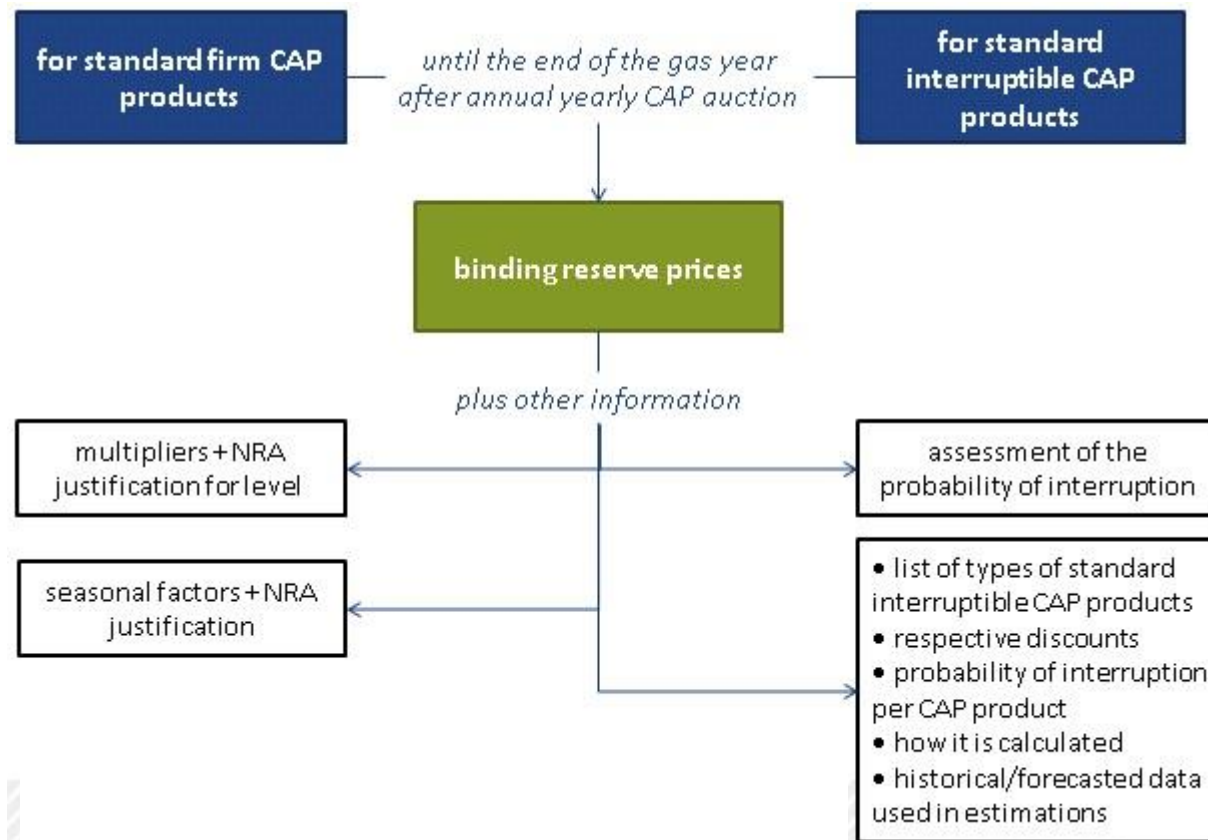 for standard firm CAP
products
until the end of the gas year
after annual yearly CAP auction
for standard
interruptible CAP
products
binding reserve prices
plus other information
multipliers + NRA
justification for level
assessment of the
probability of interruption
seasonal factors + NRA
justification
• list of types of standard
interruptible CAP products
• respective discounts
• probability of interruption
per CAP product
• how it is calculated
• historical/forecasted data
used in estimations